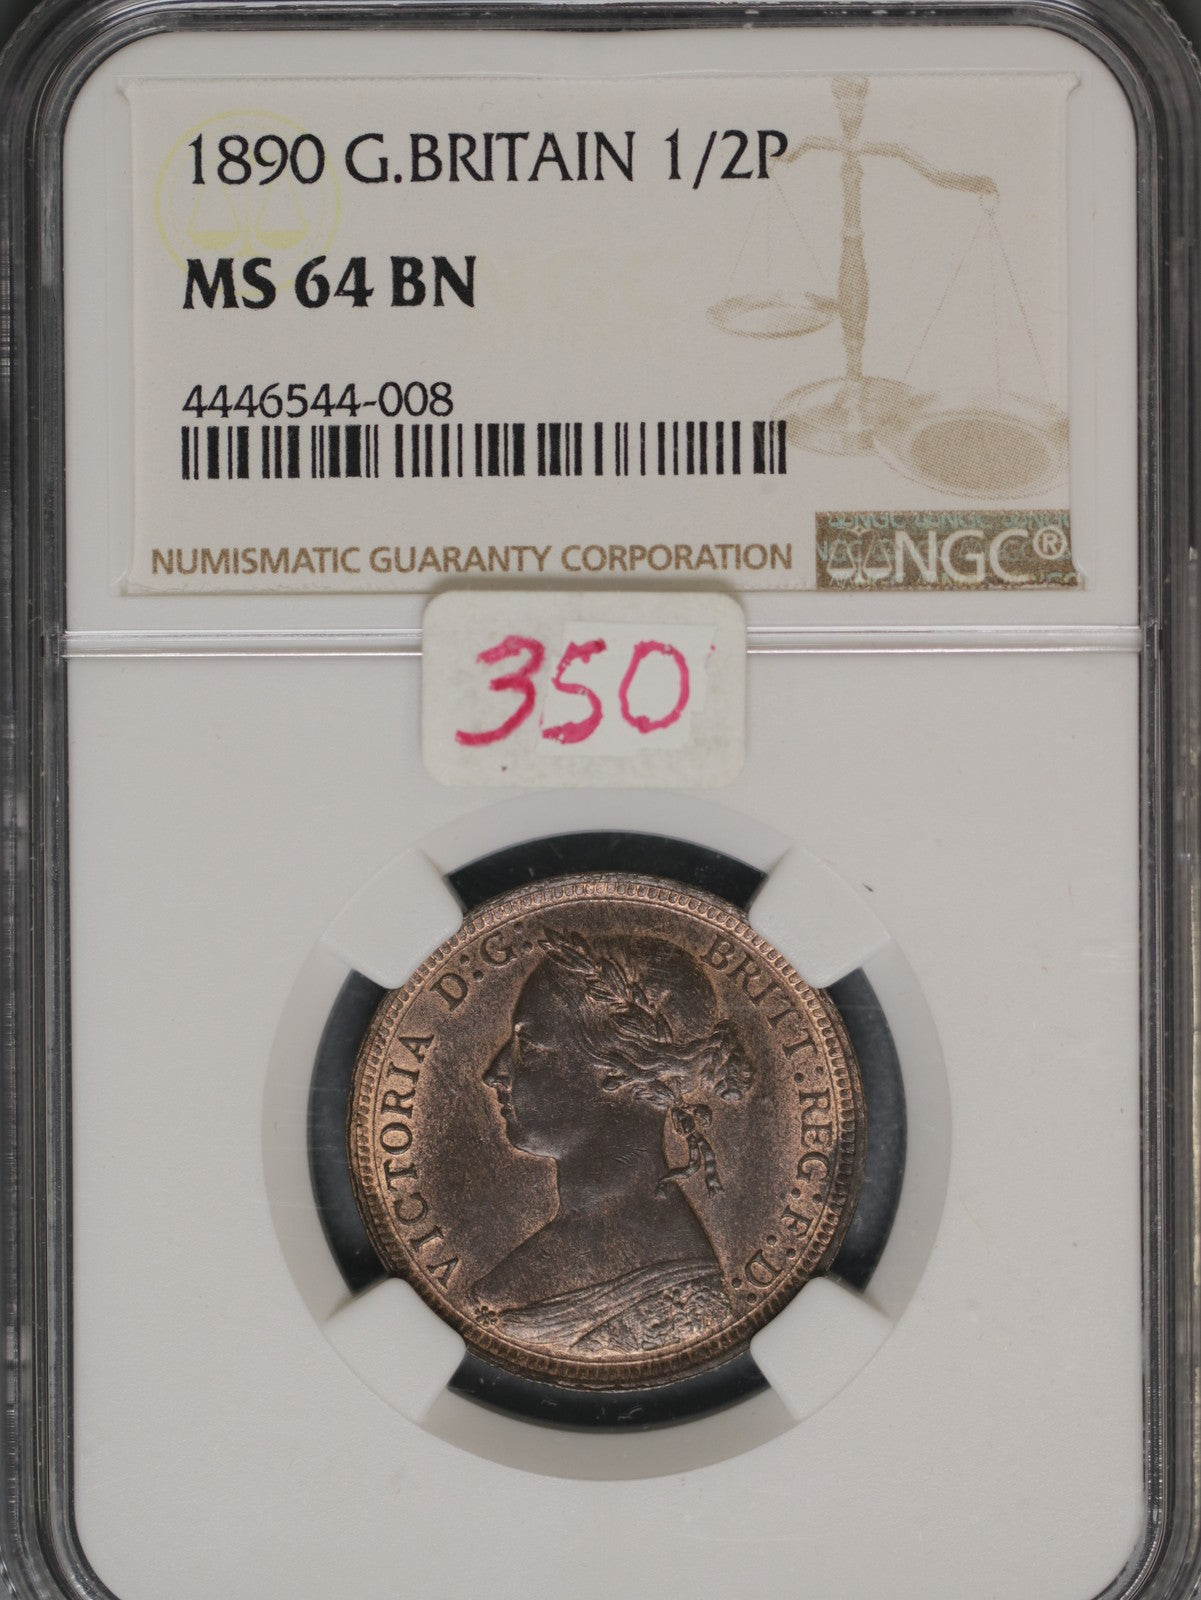 1890 G.BRITAIN 1/2P
MS 64 BN
4446544-008
NUMISMATIC GUARANTY CORPORATION
NGC®
350
VICTORIA D:G: BRITT:REG:F:D: